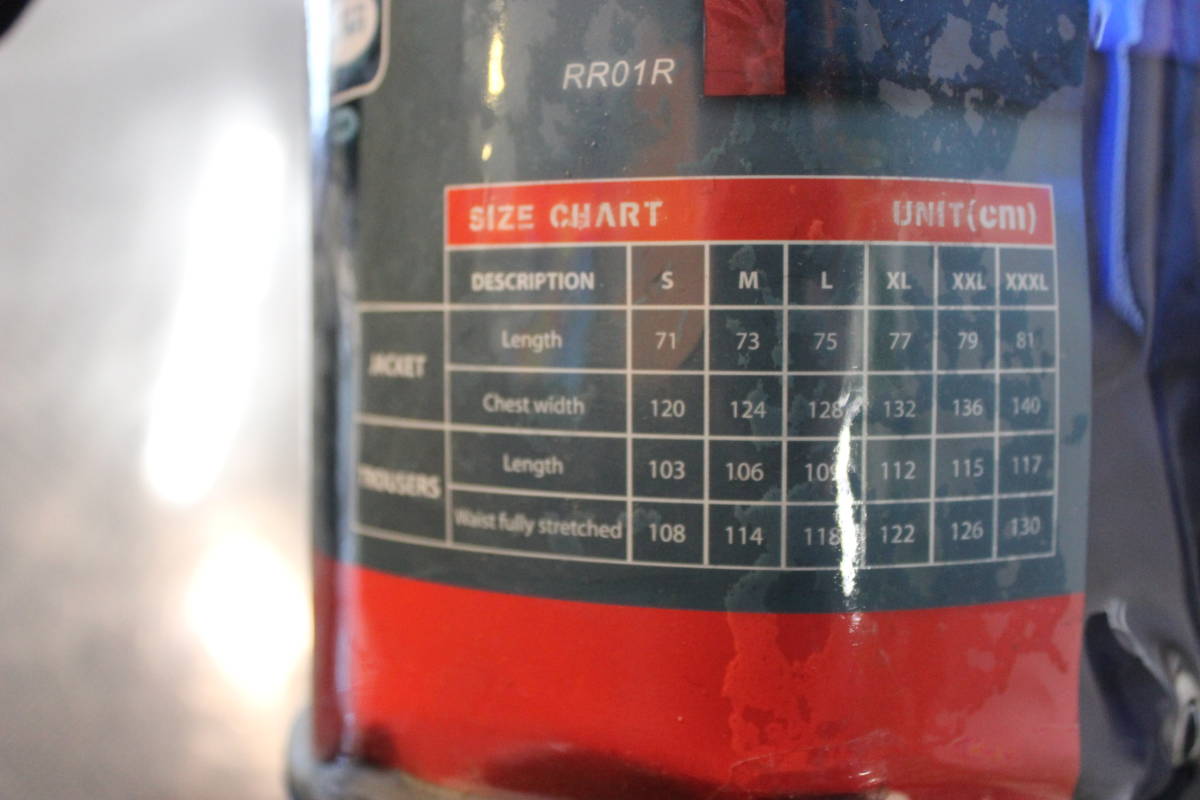 RR01R
SIZE CHART UNIT(cm)
DESCRIPTION S M L XL XXL XXXL
JACKET
Length 71 73 75 77 79 81
Chest width 120 124 128 132 136 140
TROUSERS
Length 103 106 109 112 115 117
Waist fully stretched 108 114 118 122 126 130